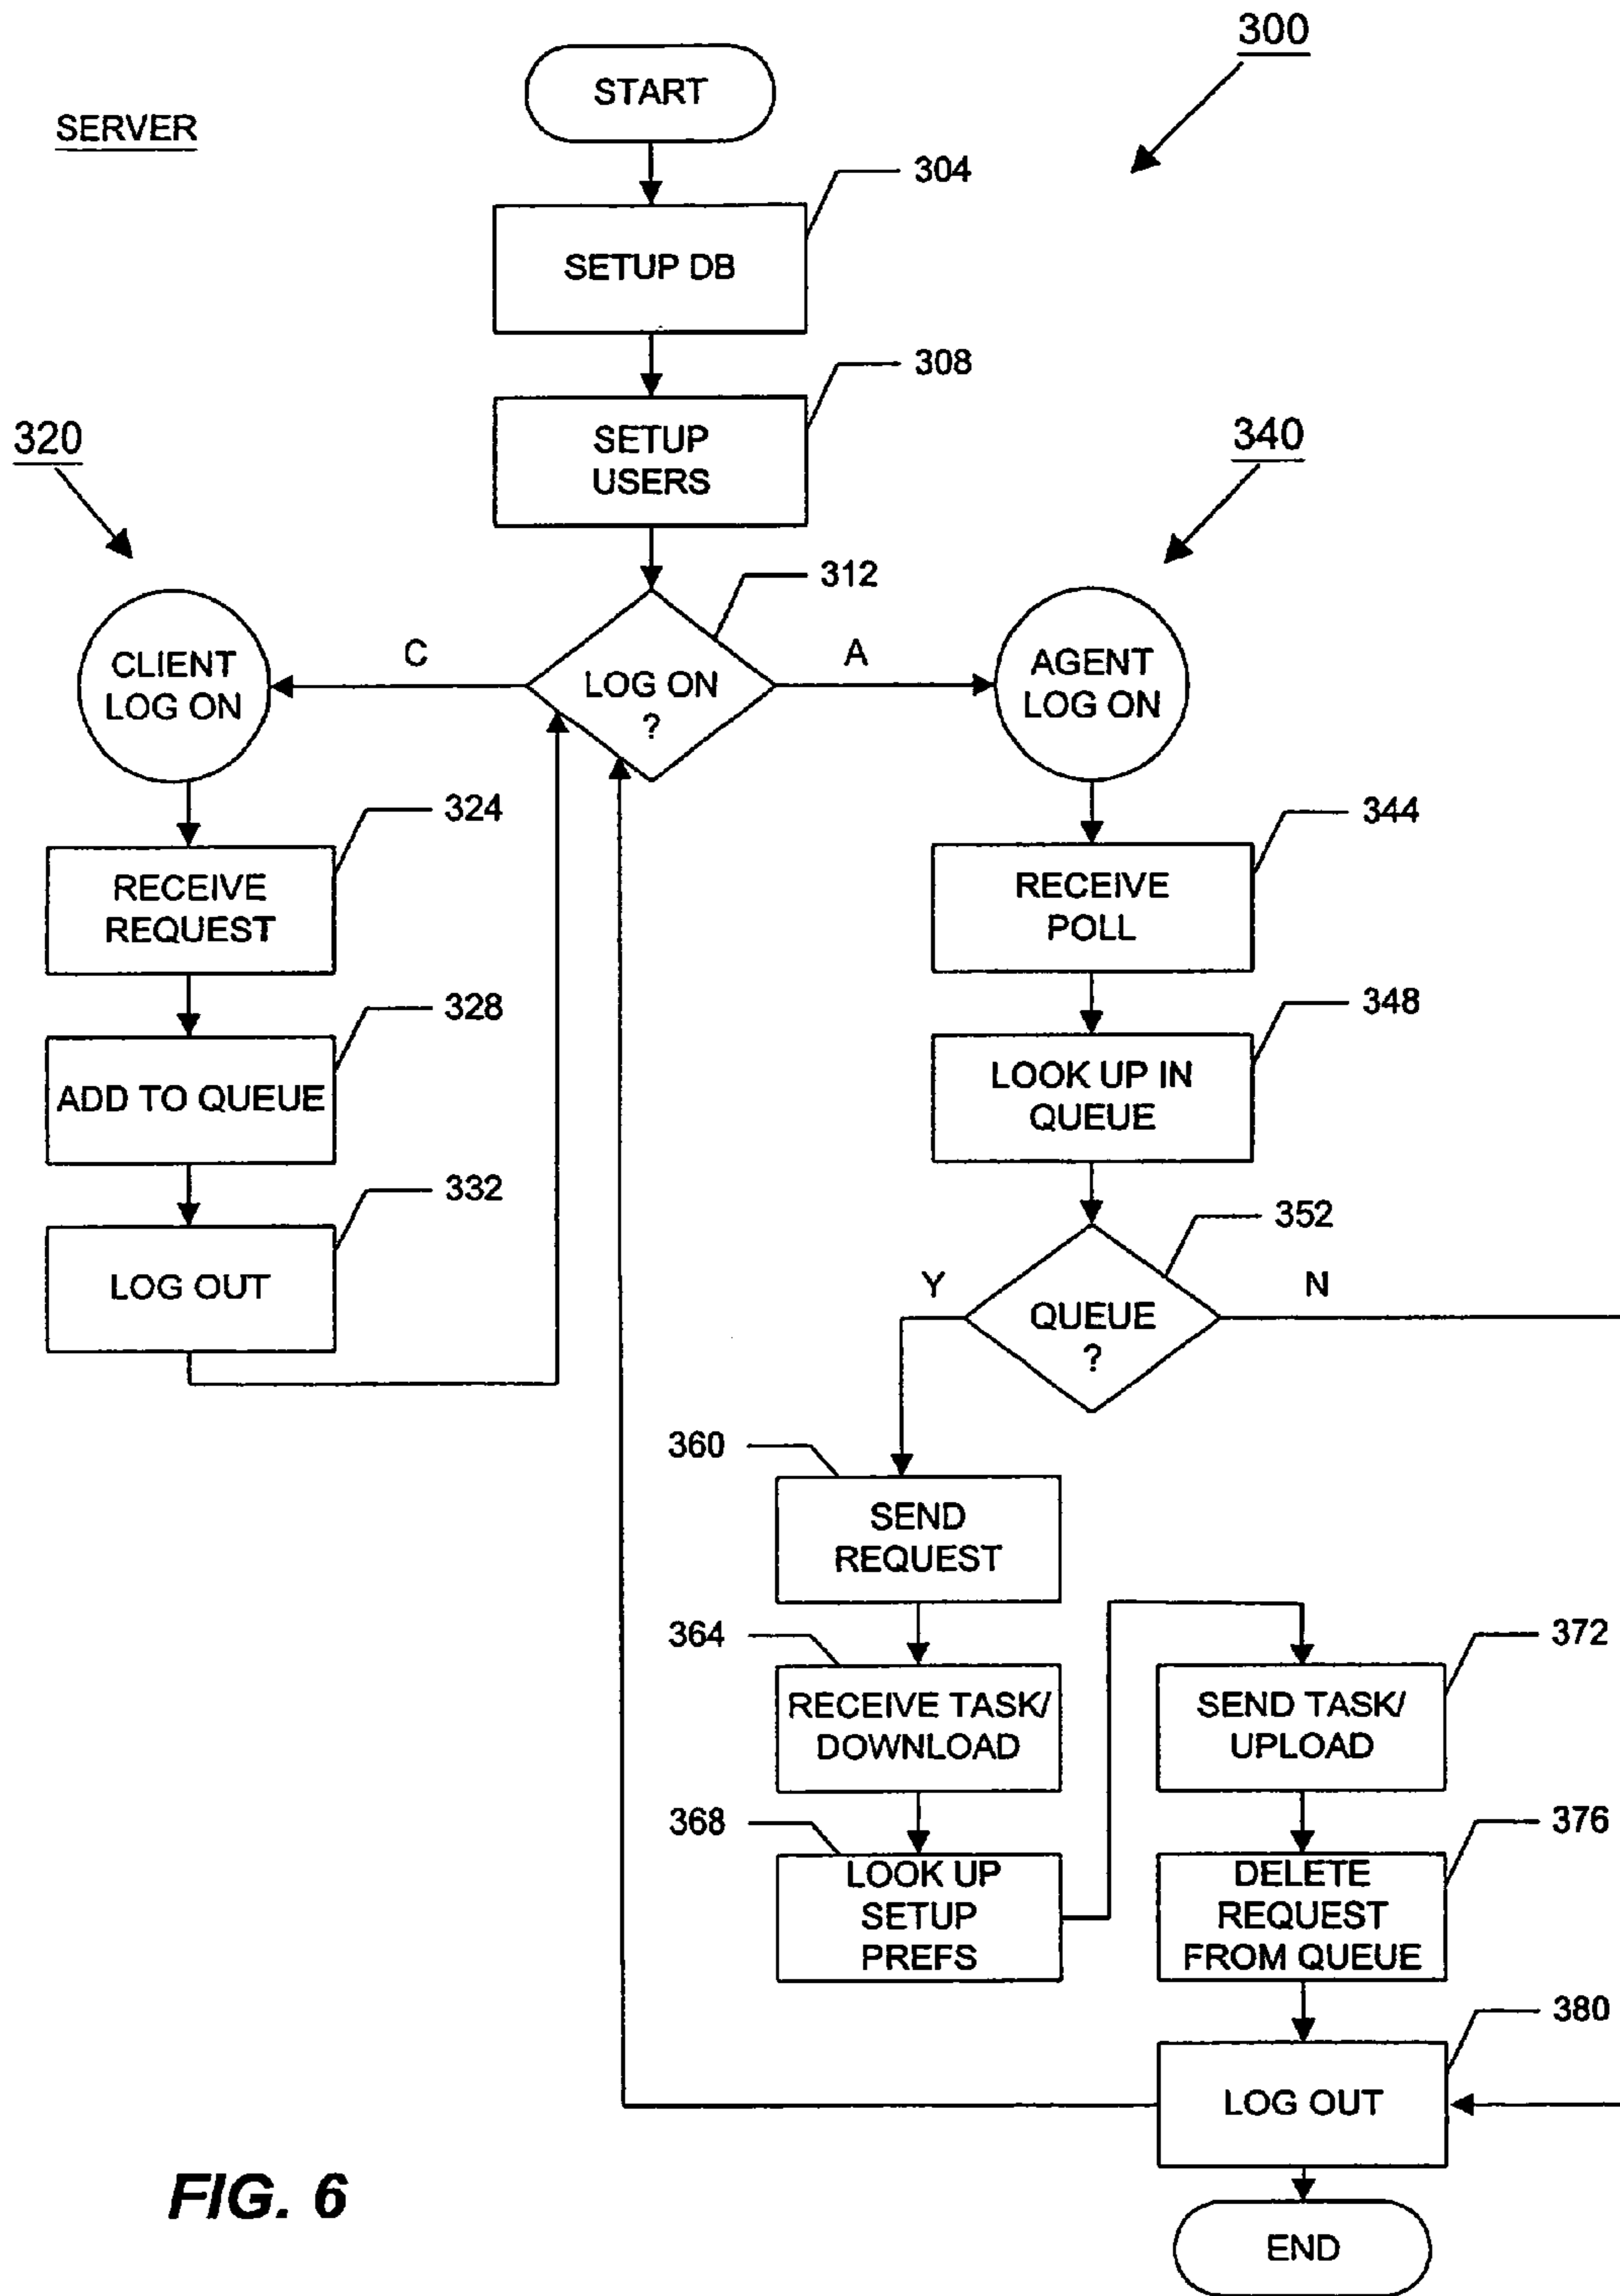 300
START
SERVER
304
SETUP DB
308
SETUP
USERS
320
340
312
CLIENT
LOG ON
C
LOG ON
?
A
AGENT
LOG ON
324
RECEIVE
REQUEST
344
RECEIVE
POLL
328
ADD TO QUEUE
348
LOOK UP IN
QUEUE
332
LOG OUT
352
Y
QUEUE
?
N
360
SEND
REQUEST
364
RECEIVE TASK/
DOWNLOAD
372
SEND TASK/
UPLOAD
368
LOOK UP
SETUP
PREFS
376
DELETE
REQUEST
FROM QUEUE
380
LOG OUT
FIG. 6
END